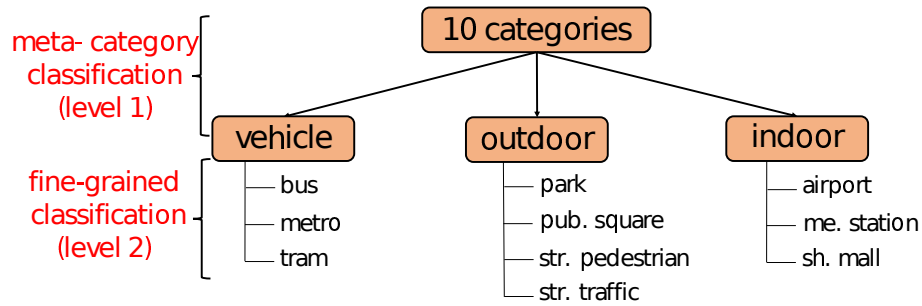 10 categories
meta- category
classification
(level 1)
vehicle
outdoor
indoor
fine-grained
classification
(level 2)
bus
metro
tram
park
pub. square
str. pedestrian
str. traffic
airport
me. station
sh. mall